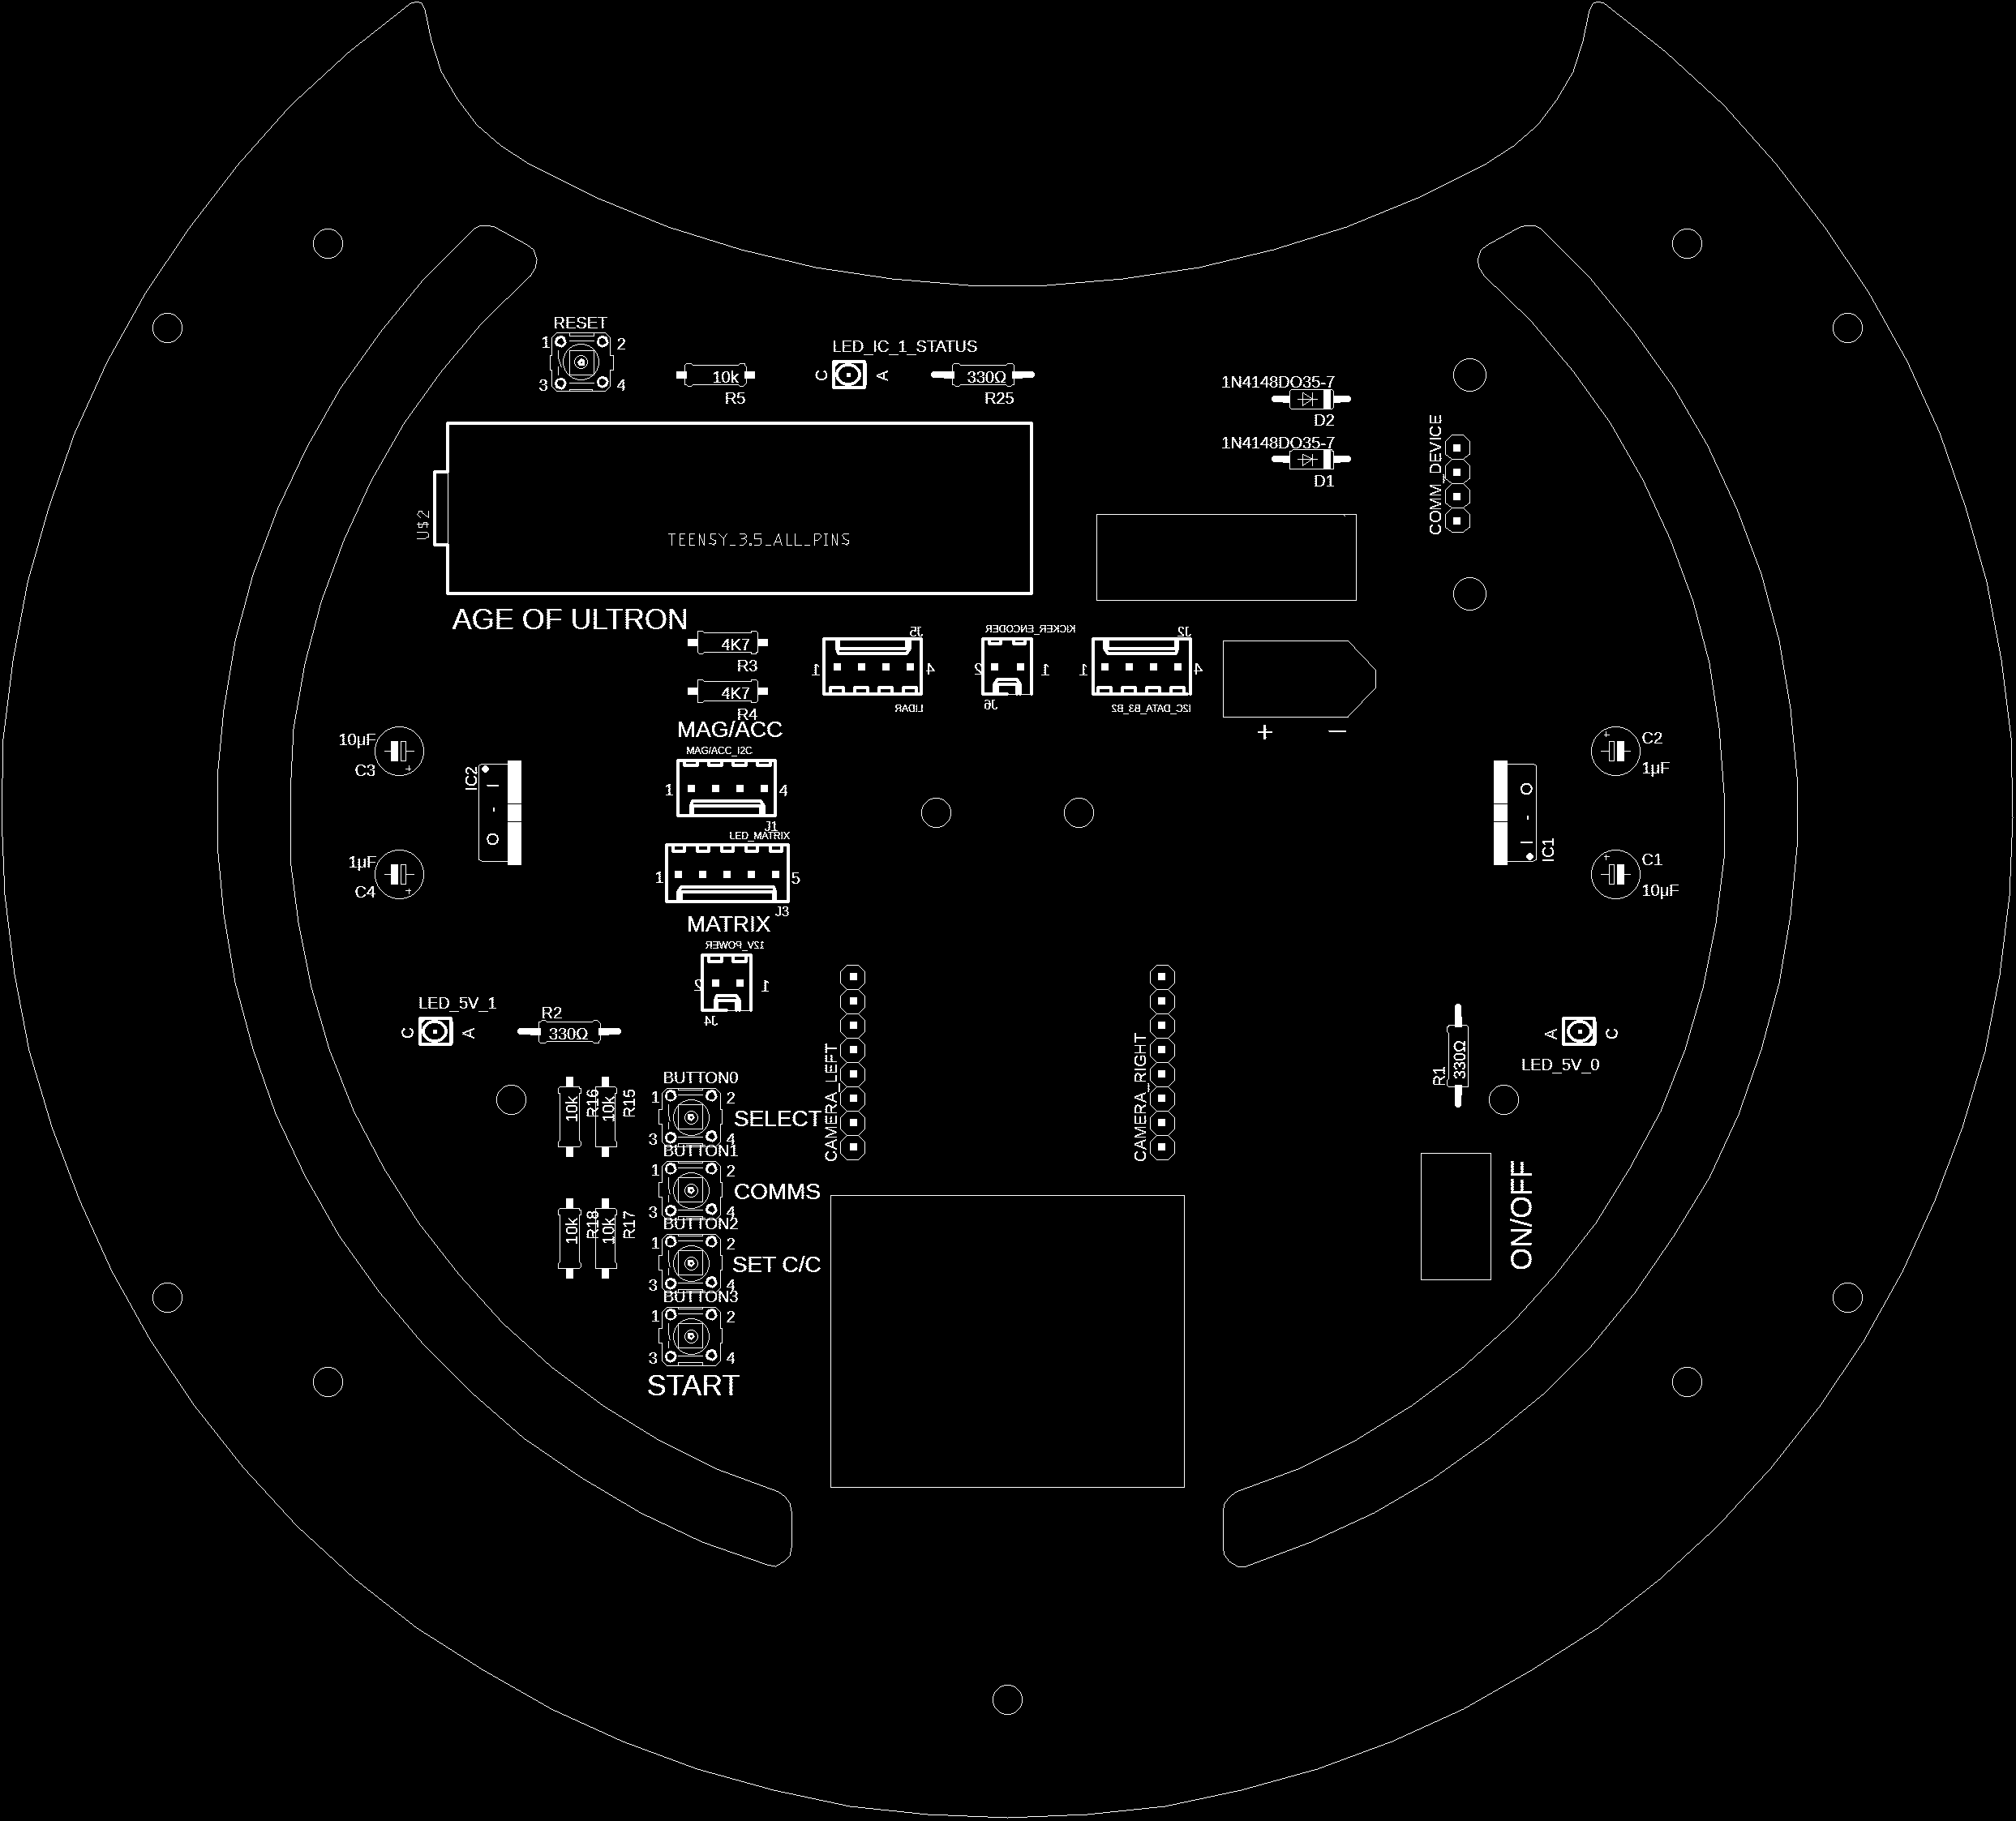 RESET
1 2
3 4
10k
R5
LED_IC_1_STATUS
C A
330Ω
R25
1N4148DO35-7
D2
1N4148DO35-7
D1
COMM_DEVICE
U$2
TEENSY_3.5_ALL_PINS
AGE OF ULTRON
4K7
R3
4K7
R4
J5
1 4
LIDAR
KICKER_ENCODER
2 1
J6
J2
1 4
I2C_DATA_B3_B2
+ −
MAG/ACC
MAG/ACC_I2C
1 4
J1
LED_MATRIX
1 5
J3
MATRIX
12V_POWER
2 1
J4
10µF
C3
IC2
I - O
1µF
C4
C2
1µF
O - I
IC1
C1
10µF
LED_5V_1
C A
R2
330Ω
CAMERA_LEFT
CAMERA_RIGHT
R1
330Ω
A C
LED_5V_0
10k
R16
10k
R15
BUTTON0
1 2
3 4
SELECT
BUTTON1
1 2
3 4
COMMS
10k
R18
10k
R17
BUTTON2
1 2
3 4
SET C/C
BUTTON3
1 2
3 4
START
ON/OFF